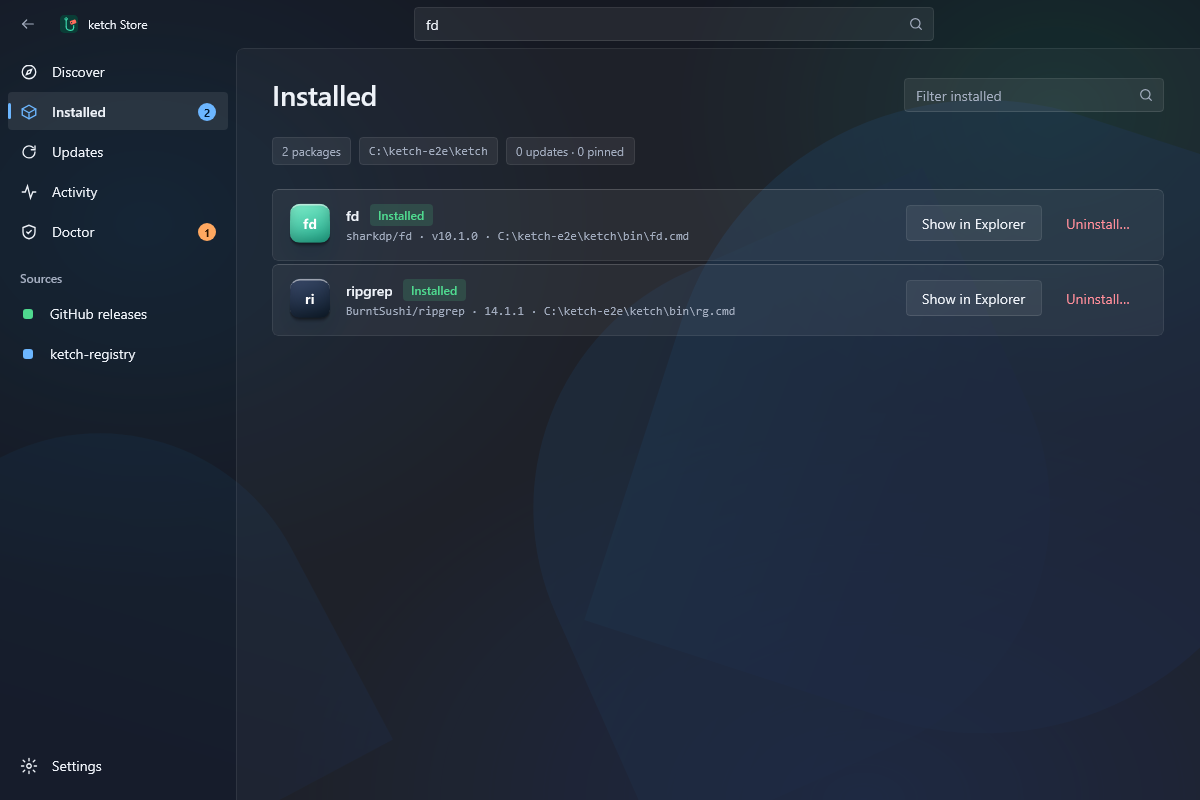 ketch Store
fd
Discover
Installed
2
Updates
Activity
Doctor
1
Sources
GitHub releases
ketch-registry
Settings
Installed
Filter installed
2 packages
C:\ketch-e2e\ketch
0 updates · 0 pinned
fd
fd
Installed
sharkdp/fd · v10.1.0 · C:\ketch-e2e\ketch\bin\fd.cmd
Show in Explorer
Uninstall...
ri
ripgrep
Installed
BurntSushi/ripgrep · 14.1.1 · C:\ketch-e2e\ketch\bin\rg.cmd
Show in Explorer
Uninstall...